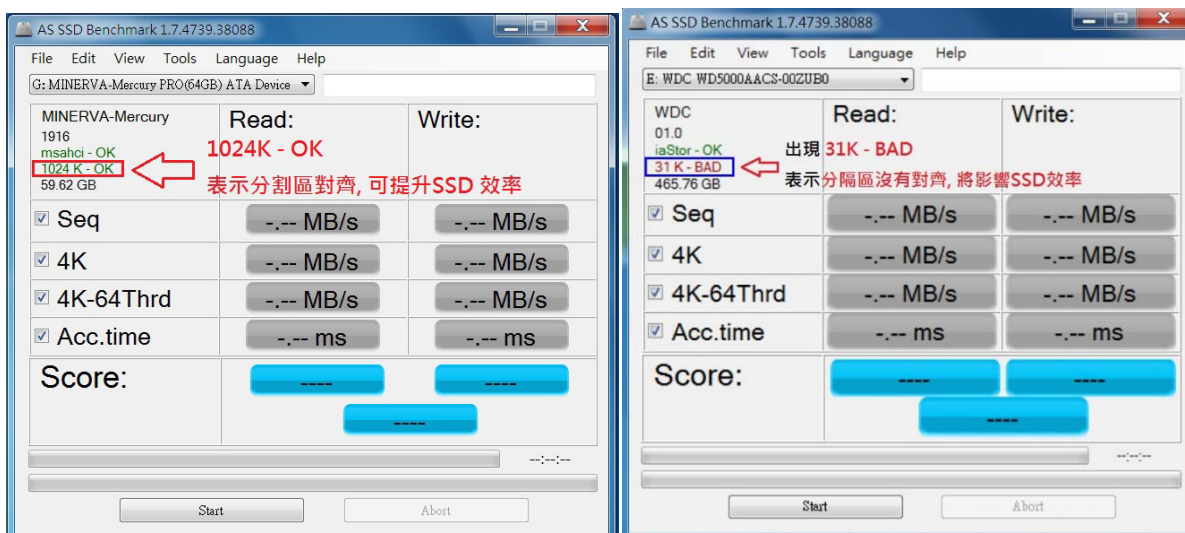 AS SSD Benchmark 1.7.4739.38088
File Edit View Tools Language Help
G: MINERVA-Mercury PRO(64GB) ATA Device
MINERVA-Mercury
1916
msahci - OK
1024 K - OK
59.62 GB
Read:
Write:
1024K - OK
表示分割區對齊, 可提升SSD 效率
Seq
-.-- MB/s
-.-- MB/s
4K
-.-- MB/s
-.-- MB/s
4K-64Thrd
-.-- MB/s
-.-- MB/s
Acc.time
-.-- ms
-.-- ms
Score:
----
----
----
--:--:--
Start
Abort
AS SSD Benchmark 1.7.4739.38088
File Edit View Tools Language Help
E: WDC WD5000AACS-00ZUB0
WDC
01.0
iaStor - OK
31 K - BAD
465.76 GB
Read:
Write:
出現 31K - BAD
表示分隔區沒有對齊, 將影響SSD效率
Seq
-.-- MB/s
-.-- MB/s
4K
-.-- MB/s
-.-- MB/s
4K-64Thrd
-.-- MB/s
-.-- MB/s
Acc.time
-.-- ms
-.-- ms
Score:
----
----
----
--:--:--
Start
Abort